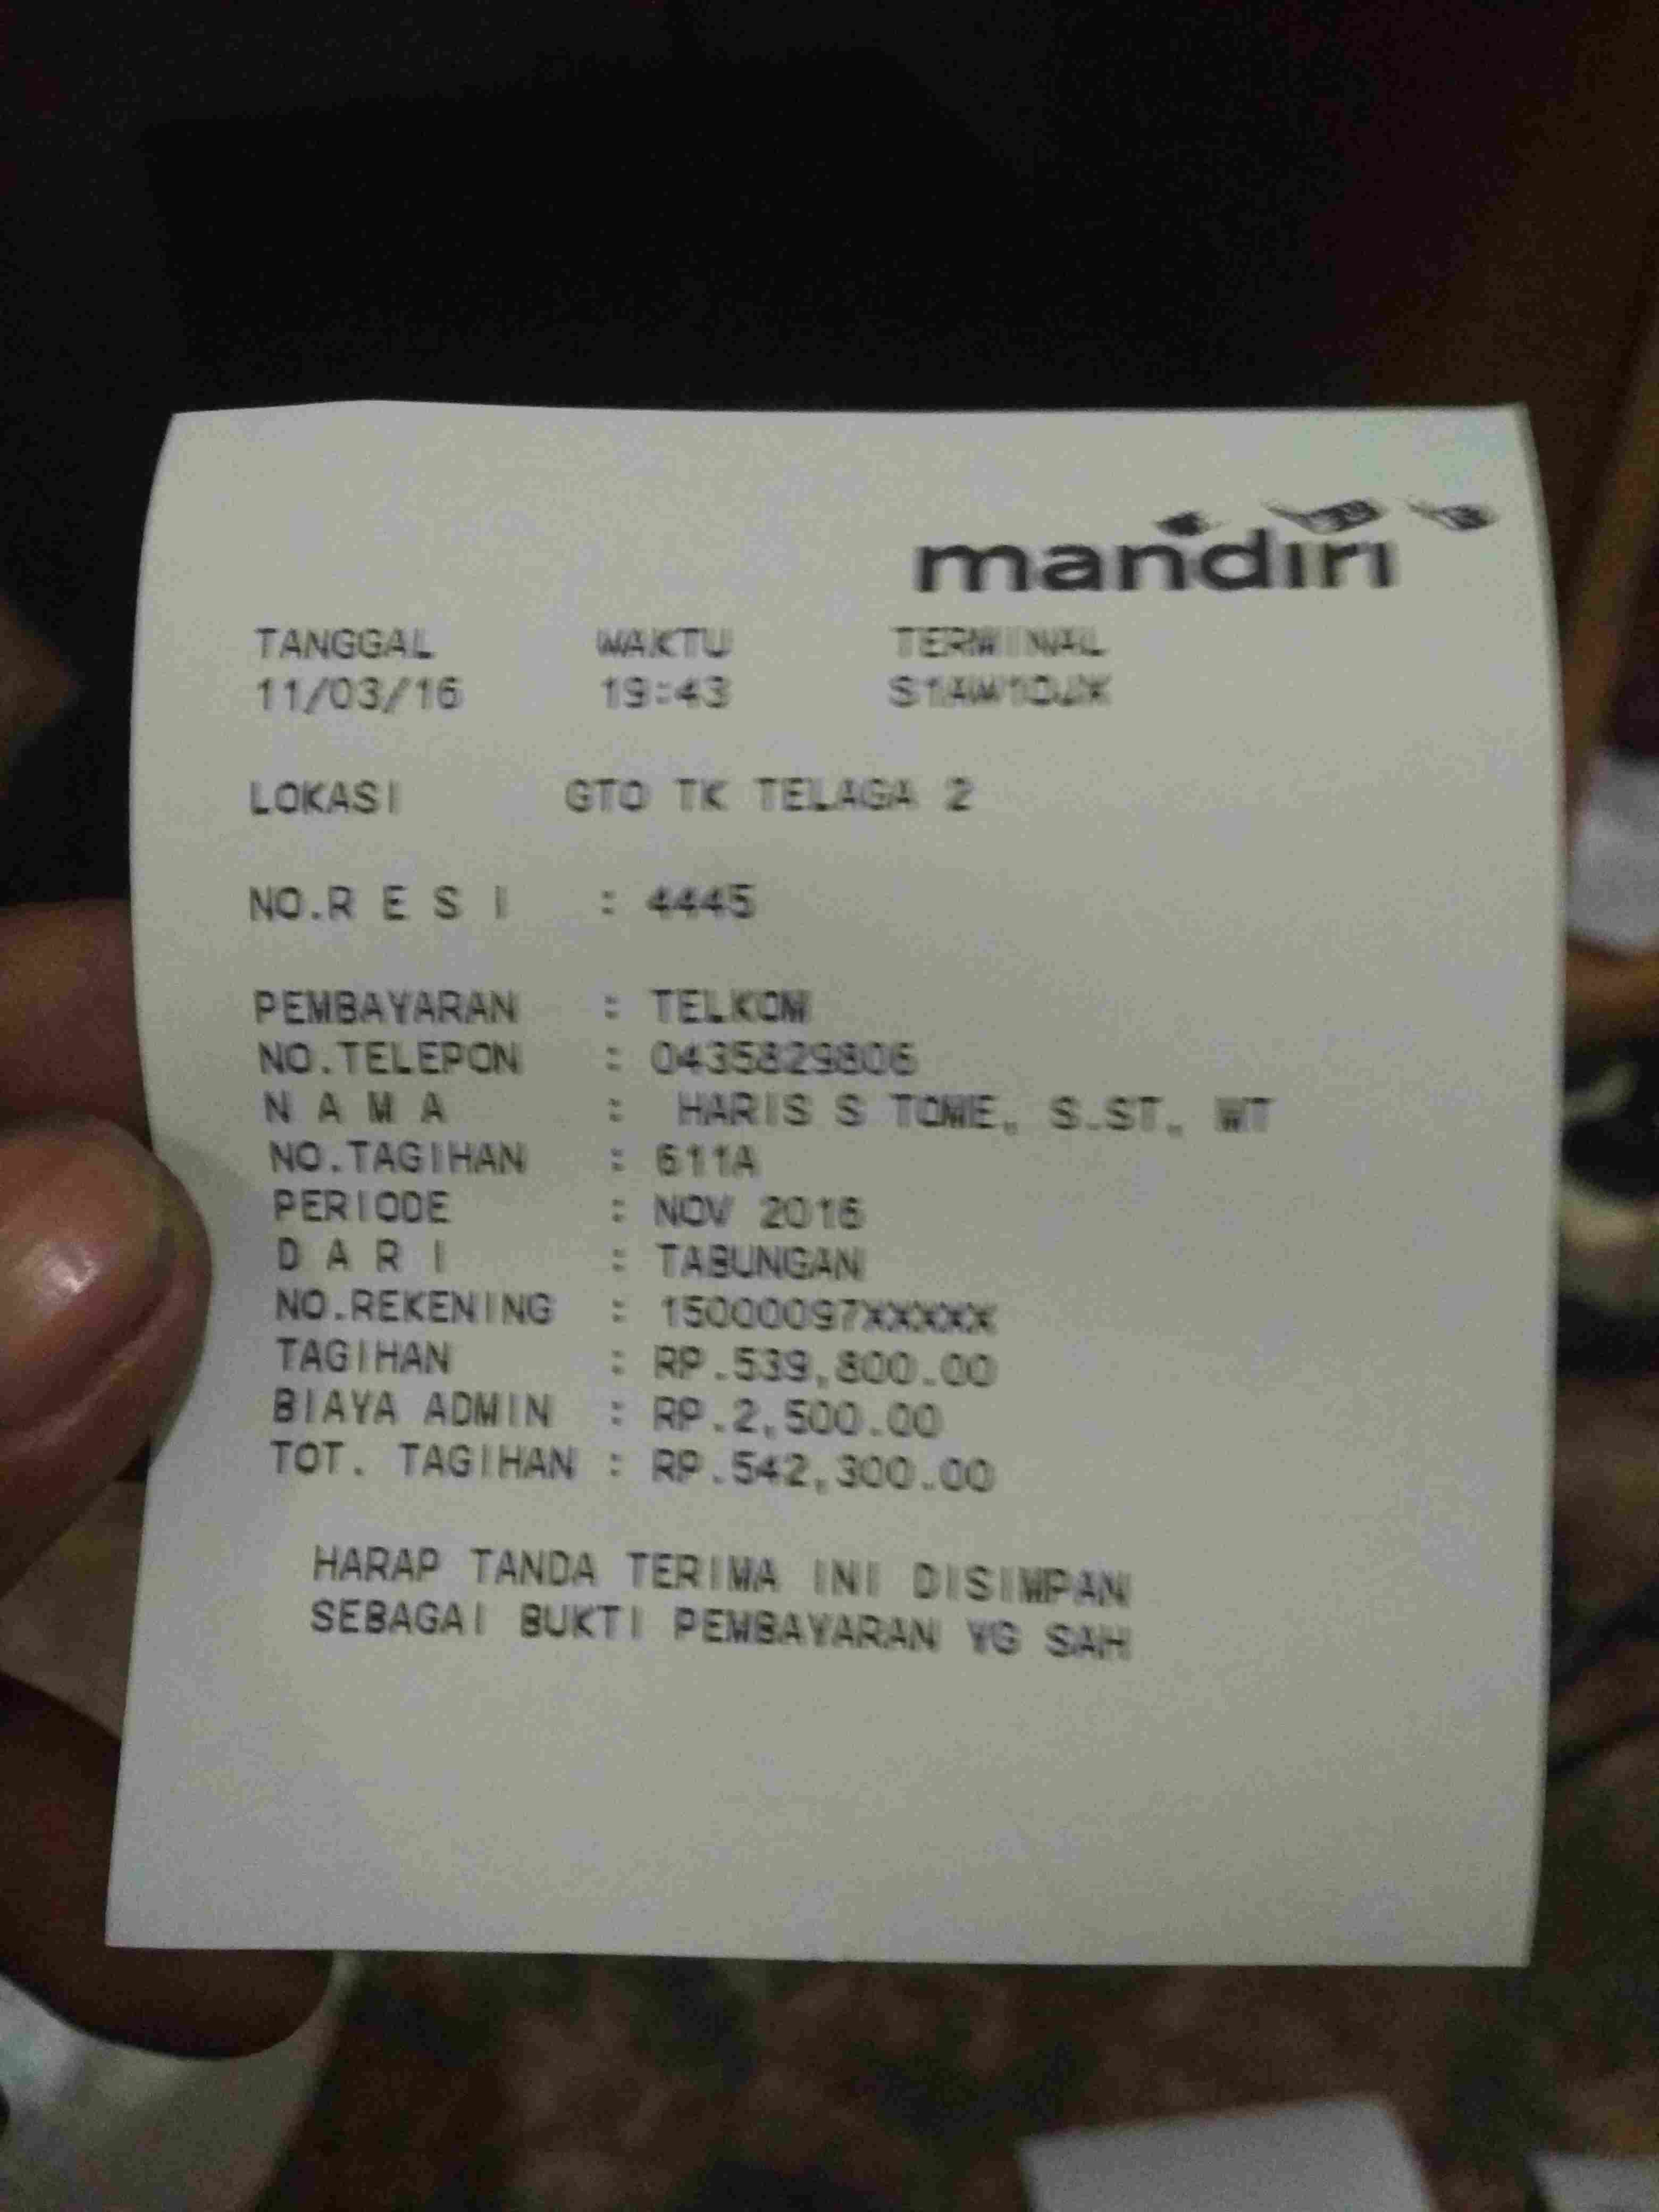 mandiri
TANGGAL WAKTU TERMINAL
11/03/16 19:43
LOKASI GTO TK TELAGA 2
NO.R E S I : 4445
PEMBAYARAN : TELKOM
NO.TELEPON : 0435829806
N A M A : HARIS S TOME, S.ST, MT
NO.TAGIHAN : 611A
PERIODE : NOV 2016
D A R I : TABUNGAN
NO.REKENING : 15000097XXXXX
TAGIHAN : RP.539,800.00
BIAYA ADMIN : RP.2,500.00
TOT. TAGIHAN : RP.542,300.00
HARAP TANDA TERIMA INI DISIMPAN
SEBAGAI BUKTI PEMBAYARAN YG SAH